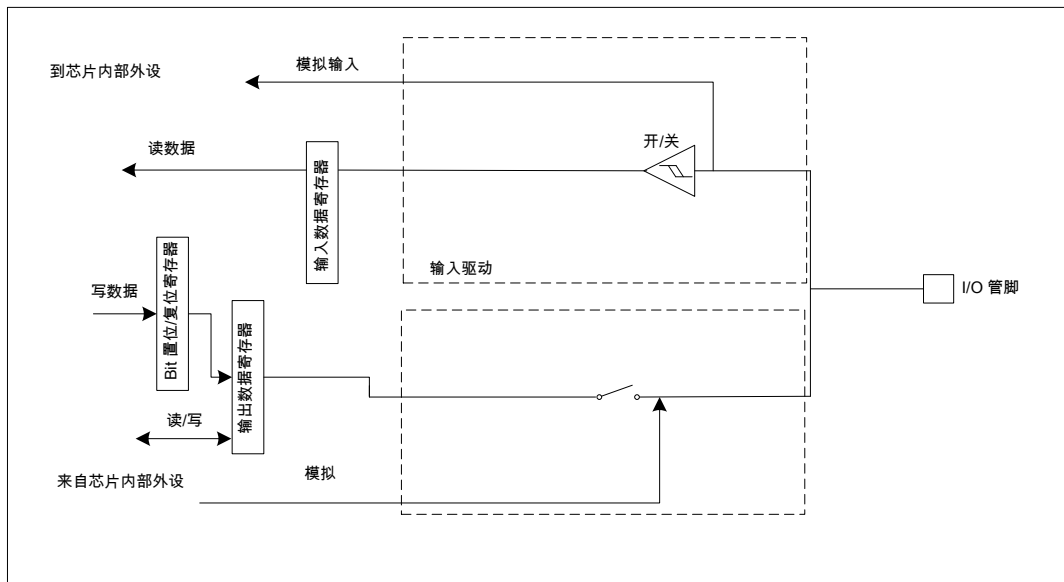 到芯片内部外设
模拟输入
开/关
读数据
输入数据寄存器
输入驱动
I/O 管脚
写数据
Bit 置位/复位寄存器
输出数据寄存器
读/写
来自芯片内部外设
模拟